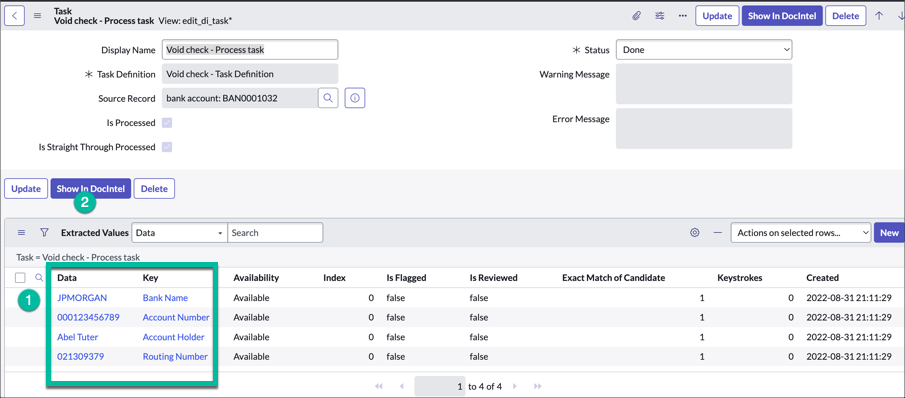 Task
Void check - Process task View: edit_di_task*
Update Show In DocIntel Delete
Display Name Void check - Process task
* Status Done
* Task Definition Void check - Task Definition
Warning Message
Source Record bank account: BAN0001032
Error Message
Is Processed
Is Straight Through Processed
Update Show In DocIntel Delete
2
Extracted Values Data Search Actions on selected rows... New
Task = Void check - Process task
1
Data Key Availability Index Is Flagged Is Reviewed Exact Match of Candidate Keystrokes Created
JPMORGAN Bank Name Available 0 false false 1 0 2022-08-31 21:11:29
000123456789 Account Number Available 0 false false 1 0 2022-08-31 21:11:29
Abel Tuter Account Holder Available 0 false false 1 0 2022-08-31 21:11:29
021309379 Routing Number Available 0 false false 1 0 2022-08-31 21:11:29
1 to 4 of 4